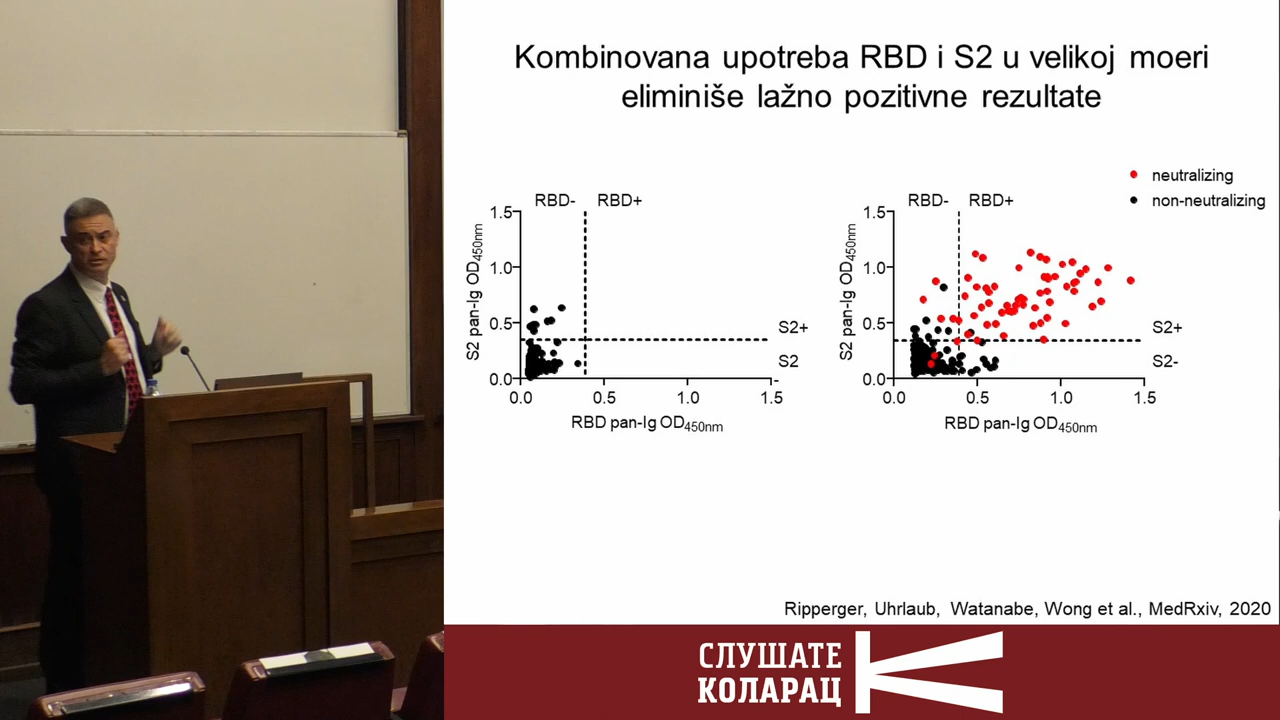 Kombinovana upotreba RBD i S2 u velikoj moeri
eliminiše lažno pozitivne rezultate
neutralizing
non-neutralizing
RBD- RBD+
1.5
1.0
0.5
0.0
S2 pan-Ig OD450nm
S2+
S2
-
0.0 0.5 1.0 1.5
RBD pan-Ig OD450nm
RBD- RBD+
1.5
1.0
0.5
0.0
S2 pan-Ig OD450nm
S2+
S2-
0.0 0.5 1.0 1.5
RBD pan-Ig OD450nm
Ripperger, Uhrlaub, Watanabe, Wong et al., MedRxiv, 2020
СЛУШАТЕ
КОЛАРАЦ